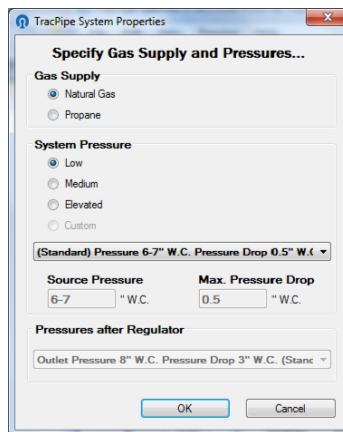 TracPipe System Properties
Specify Gas Supply and Pressures...
Gas Supply
Natural Gas
Propane
System Pressure
Low
Medium
Elevated
Custom
(Standard) Pressure 6-7" W.C. Pressure Drop 0.5" W.(
Source Pressure Max. Pressure Drop
6-7 " W.C. 0.5 " W.C.
Pressures after Regulator
Outlet Pressure 8" W.C. Pressure Drop 3" W.C. (Stanc
OK Cancel